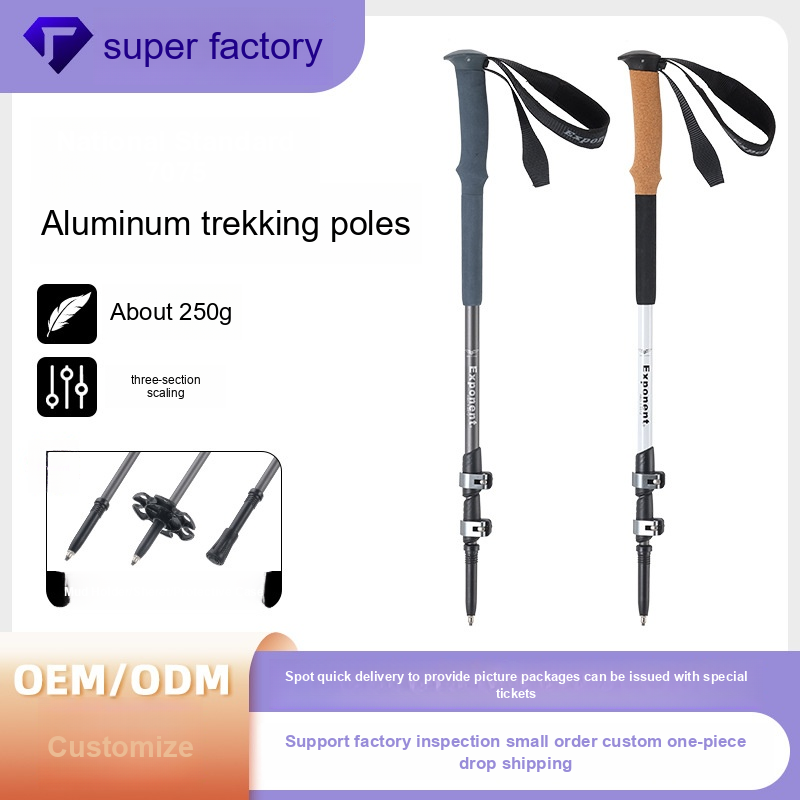 super factory
Aluminum trekking poles
About 250g
three-section
scaling
Exponent.
Exponent.
OEM/ODM
Customize
Spot quick delivery to provide picture packages can be issued with special
tickets
Support factory inspection small order custom one-piece
drop shipping